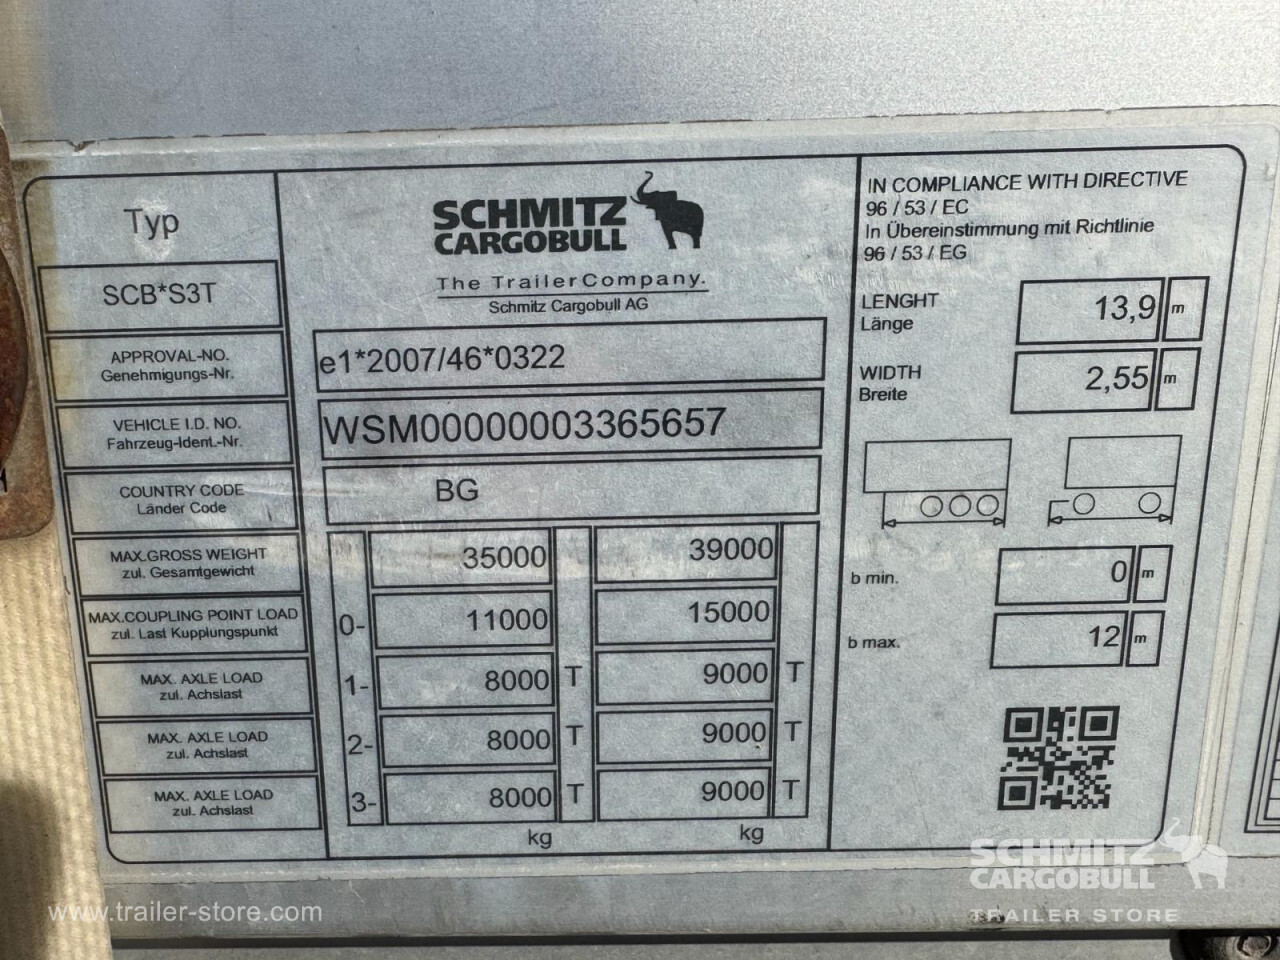 Typ
SCHMITZ
CARGOBULL
The Trailer Company.
Schmitz Cargobull AG
SCB*S3T
APPROVAL-NO.
Genehmigungs-Nr.
e1*2007/46*0322
VEHICLE I.D. NO.
Fahrzeug-Ident.-Nr.
WSM00000003365657
COUNTRY CODE
Länder Code
BG
MAX.GROSS WEIGHT
zul. Gesamtgewicht
35000 39000
MAX.COUPLING POINT LOAD
zul. Last Kupplungspunkt
0- 11000 15000
MAX. AXLE LOAD
zul. Achslast
1- 8000 T 9000 T
MAX. AXLE LOAD
zul. Achslast
2- 8000 T 9000 T
MAX. AXLE LOAD
zul. Achslast
3- 8000 T 9000 T
kg kg
IN COMPLIANCE WITH DIRECTIVE
96 / 53 / EC
In Übereinstimmung mit Richtlinie
96 / 53 / EG
LENGHT
Länge
13,9 m
WIDTH
Breite
2,55 m
b min. 0 m
b max. 12 m
SCHMITZ
CARGOBULL
TRAILER STORE
www.trailer-store.com